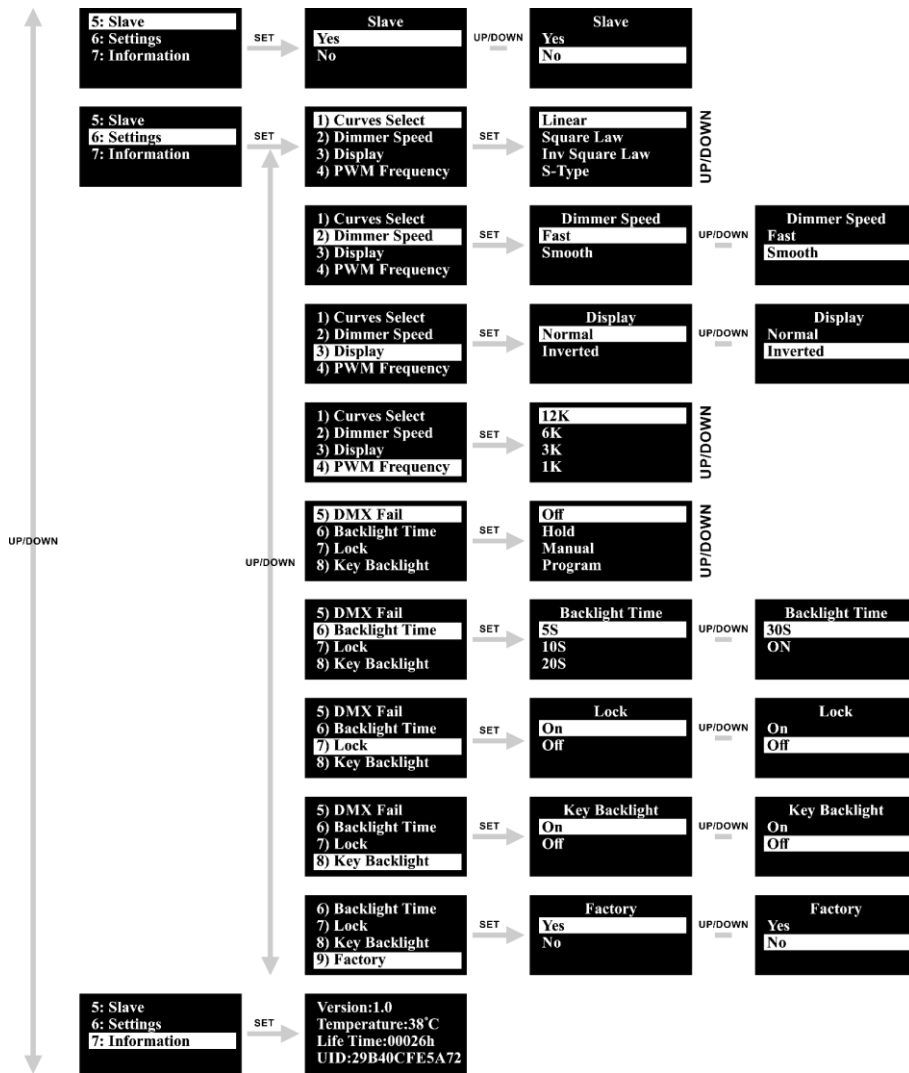 5: Slave
6: Settings
7: Information
SET
Slave
Yes
No
UP/DOWN
Slave
Yes
No
5: Slave
6: Settings
7: Information
SET
1) Curves Select
2) Dimmer Speed
3) Display
4) PWM Frequency
SET
Linear
Square Law
Inv Square Law
S-Type
UP/DOWN
1) Curves Select
2) Dimmer Speed
3) Display
4) PWM Frequency
SET
Dimmer Speed
Fast
Smooth
UP/DOWN
Dimmer Speed
Fast
Smooth
1) Curves Select
2) Dimmer Speed
3) Display
4) PWM Frequency
SET
Display
Normal
Inverted
UP/DOWN
Display
Normal
Inverted
1) Curves Select
2) Dimmer Speed
3) Display
4) PWM Frequency
SET
12K
6K
3K
1K
UP/DOWN
UP/DOWN
UP/DOWN
5) DMX Fail
6) Backlight Time
7) Lock
8) Key Backlight
SET
Off
Hold
Manual
Program
UP/DOWN
5) DMX Fail
6) Backlight Time
7) Lock
8) Key Backlight
SET
Backlight Time
5S
10S
20S
UP/DOWN
Backlight Time
30S
ON
5) DMX Fail
6) Backlight Time
7) Lock
8) Key Backlight
SET
Lock
On
Off
UP/DOWN
Lock
On
Off
5) DMX Fail
6) Backlight Time
7) Lock
8) Key Backlight
SET
Key Backlight
On
Off
UP/DOWN
Key Backlight
On
Off
6) Backlight Time
7) Lock
8) Key Backlight
9) Factory
SET
Factory
Yes
No
UP/DOWN
Factory
Yes
No
5: Slave
6: Settings
7: Information
SET
Version:1.0
Temperature:38°C
Life Time:00026h
UID:29B40CFE5A72